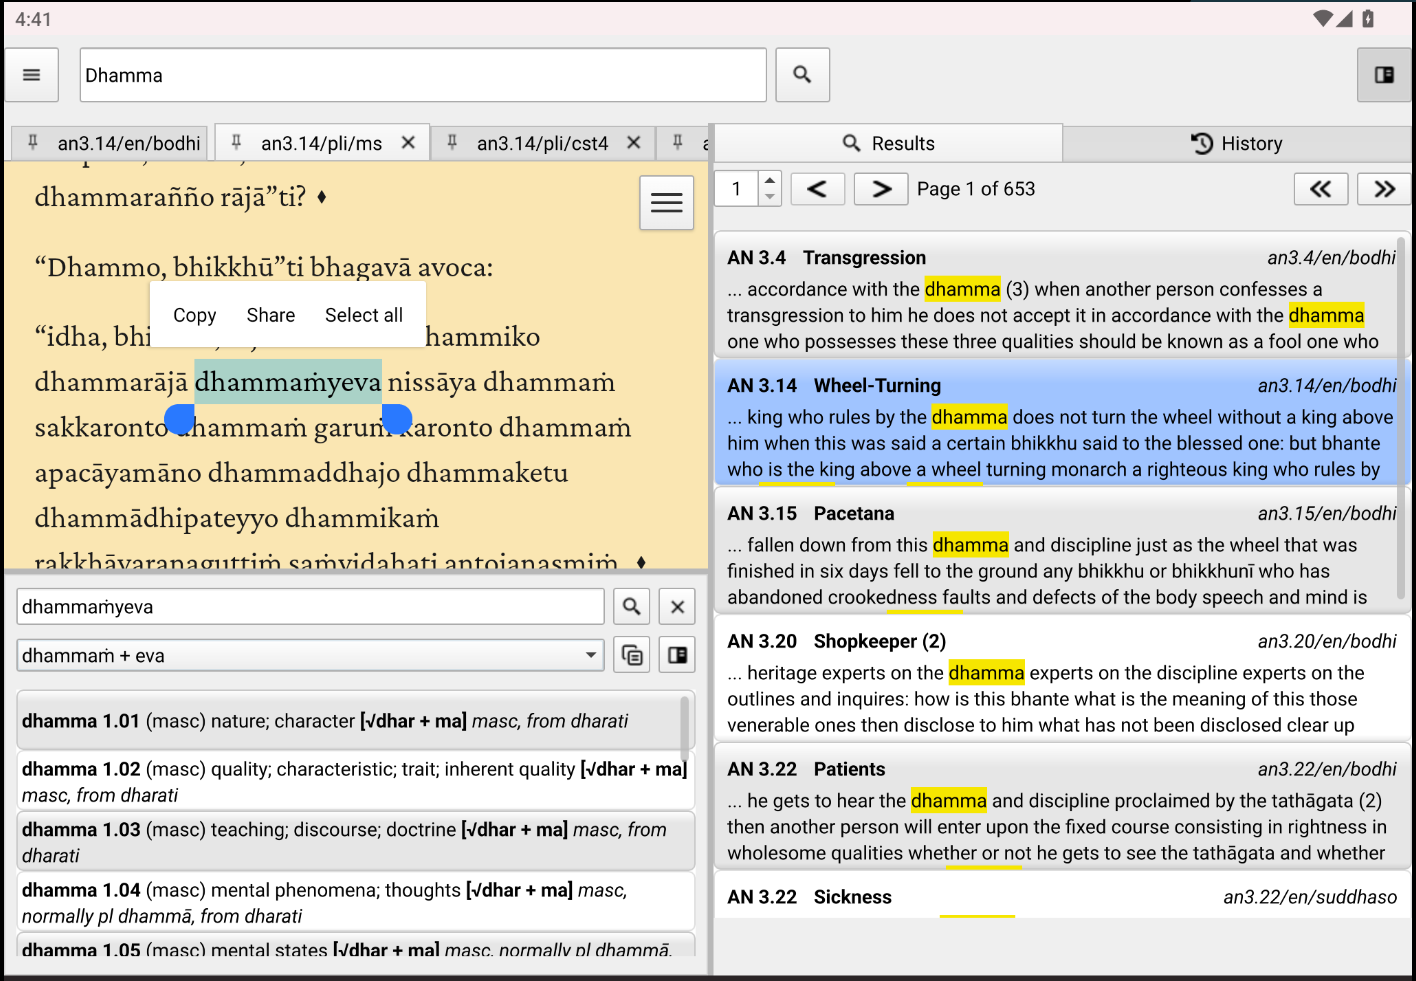 4:41
Dhamma
an3.14/en/bodhi
an3.14/pli/ms
an3.14/pli/cst4
dhammarañño rājā”ti? ♦
“Dhammo, bhikkhū”ti bhagavā avoca:
Copy Share Select all
“idha, bhi hammiko
dhammarājā dhammaṁyeva nissāya dhammaṁ
sakkaronto dhammaṁ garuṁ karonto dhammaṁ
apacāyamāno dhammaddhajo dhammaketu
dhammādhipateyyo dhammikaṁ
rakkhāvaraṇaguttiṁ saṁvidahati antojanasmiṁ. ♦
dhammaṁyeva
dhammaṁ + eva
dhamma 1.01 (masc) nature; character [√dhar + ma] masc, from dharati
dhamma 1.02 (masc) quality; characteristic; trait; inherent quality [√dhar + ma]
masc, from dharati
dhamma 1.03 (masc) teaching; discourse; doctrine [√dhar + ma] masc, from
dharati
dhamma 1.04 (masc) mental phenomena; thoughts [√dhar + ma] masc,
normally pl dhammā, from dharati
dhamma 1.05 (masc) mental states [√dhar + ma] masc, normally pl dhammā,
Results
History
1
Page 1 of 653
AN 3.4 Transgression an3.4/en/bodhi
... accordance with the dhamma (3) when another person confesses a
transgression to him he does not accept it in accordance with the dhamma
one who possesses these three qualities should be known as a fool one who
AN 3.14 Wheel-Turning an3.14/en/bodhi
... king who rules by the dhamma does not turn the wheel without a king above
him when this was said a certain bhikkhu said to the blessed one: but bhante
who is the king above a wheel turning monarch a righteous king who rules by
AN 3.15 Pacetana an3.15/en/bodhi
... fallen down from this dhamma and discipline just as the wheel that was
finished in six days fell to the ground any bhikkhu or bhikkhunī who has
abandoned crookedness faults and defects of the body speech and mind is
AN 3.20 Shopkeeper (2) an3.20/en/bodhi
... heritage experts on the dhamma experts on the discipline experts on the
outlines and inquires: how is this bhante what is the meaning of this those
venerable ones then disclose to him what has not been disclosed clear up
AN 3.22 Patients an3.22/en/bodhi
... he gets to hear the dhamma and discipline proclaimed by the tathāgata (2)
then another person will enter upon the fixed course consisting in rightness in
wholesome qualities whether or not he gets to see the tathāgata and whether
AN 3.22 Sickness an3.22/en/suddhaso